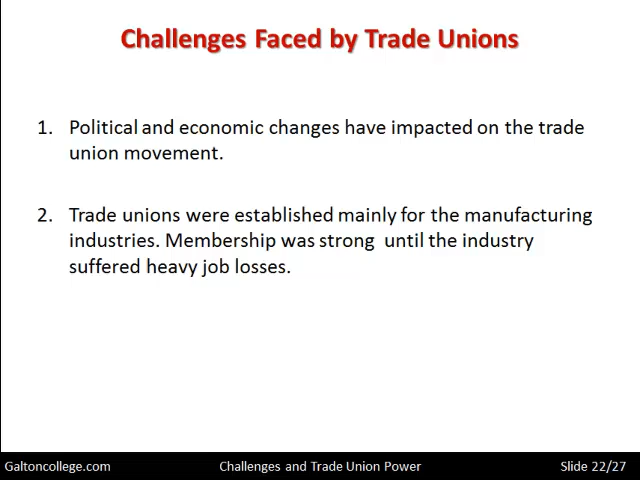 Challenges Faced by Trade Unions
1. Political and economic changes have impacted on the trade
union movement.
2. Trade unions were established mainly for the manufacturing
industries. Membership was strong  until the industry
suffered heavy job losses.
Galtoncollege.com
Challenges and Trade Union Power
Slide 22/27